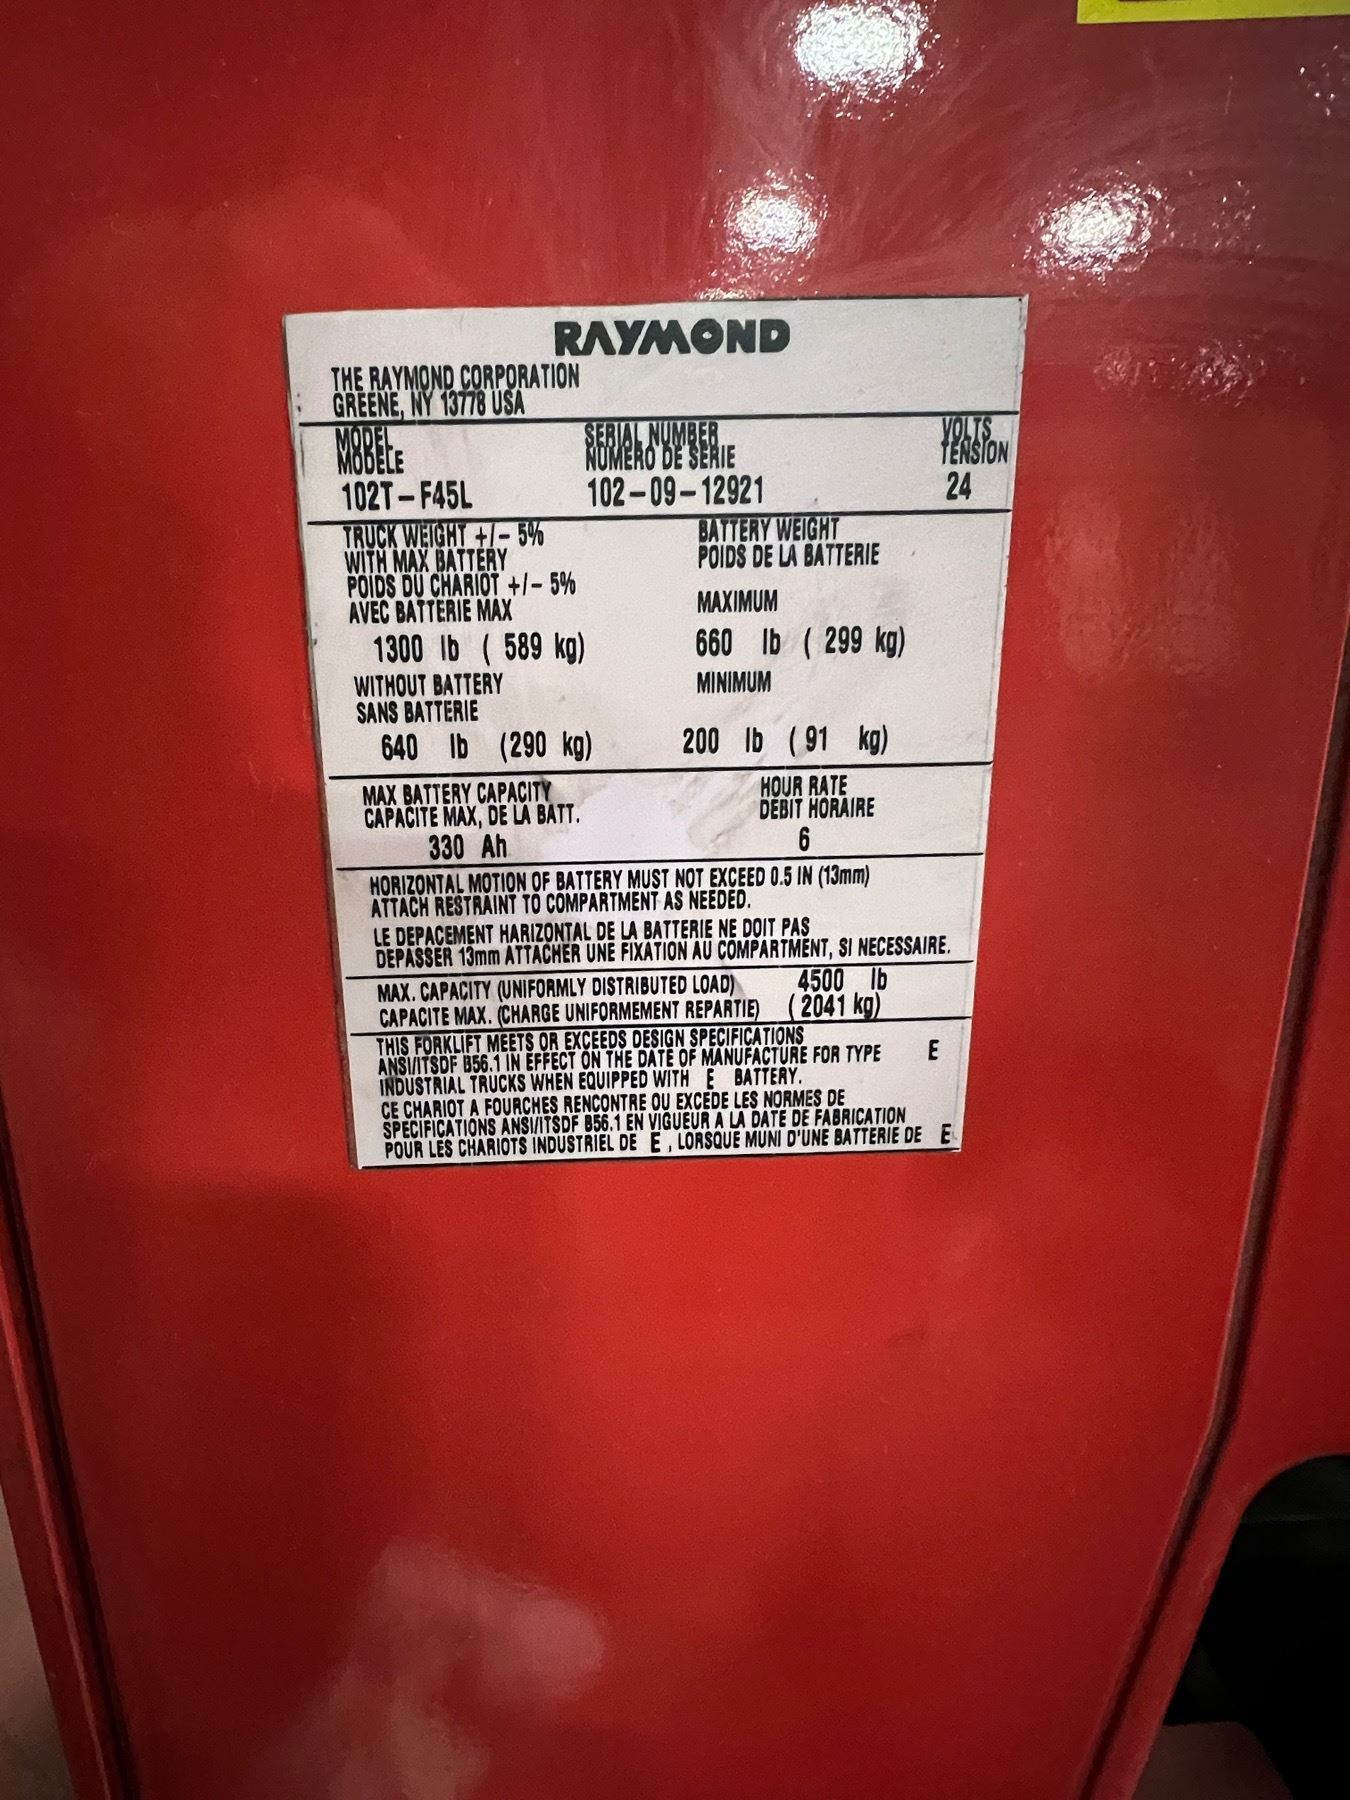 RAYMOND
THE RAYMOND CORPORATION
GREENE, NY 13778 USA
MODEL SERIAL NUMBER VOLTS
MODELE NUMERO DE SERIE TENSION
102T-F45L 102-09-12921 24
TRUCK WEIGHT +/- 5% BATTERY WEIGHT
WITH MAX BATTERY POIDS DE LA BATTERIE
POIDS DU CHARIOT +/- 5%
AVEC BATTERIE MAX MAXIMUM
1300 lb ( 589 kg) 660 lb ( 299 kg)
WITHOUT BATTERY MINIMUM
SANS BATTERIE
640 lb (290 kg) 200 lb ( 91 kg)
MAX BATTERY CAPACITY HOUR RATE
CAPACITE MAX, DE LA BATT. DEBIT HORAIRE
330 Ah 6
HORIZONTAL MOTION OF BATTERY MUST NOT EXCEED 0.5 IN (13mm)
ATTACH RESTRAINT TO COMPARTMENT AS NEEDED.
LE DEPACEMENT HARIZONTAL DE LA BATTERIE NE DOIT PAS
DEPASSER 13mm ATTACHER UNE FIXATION AU COMPARTMENT, SI NECESSAIRE.
MAX. CAPACITY (UNIFORMLY DISTRIBUTED LOAD) 4500 lb
CAPACITE MAX. (CHARGE UNIFORMEMENT REPARTIE) ( 2041 kg)
THIS FORKLIFT MEETS OR EXCEEDS DESIGN SPECIFICATIONS
ANSI/ITSDF B56.1 IN EFFECT ON THE DATE OF MANUFACTURE FOR TYPE E
INDUSTRIAL TRUCKS WHEN EQUIPPED WITH E BATTERY.
CE CHARIOT A FOURCHES RENCONTRE OU EXCEDE LES NORMES DE
SPECIFICATIONS ANSI/ITSDF B56.1 EN VIGUEUR A LA DATE DE FABRICATION
POUR LES CHARIOTS INDUSTRIEL DE E , LORSQUE MUNI D'UNE BATTERIE DE E